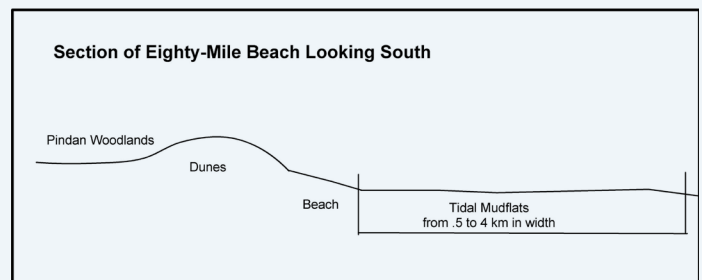 Section of Eighty-Mile Beach Looking South
Pindan Woodlands
Dunes
Beach
Tidal Mudflats
from .5 to 4 km in width